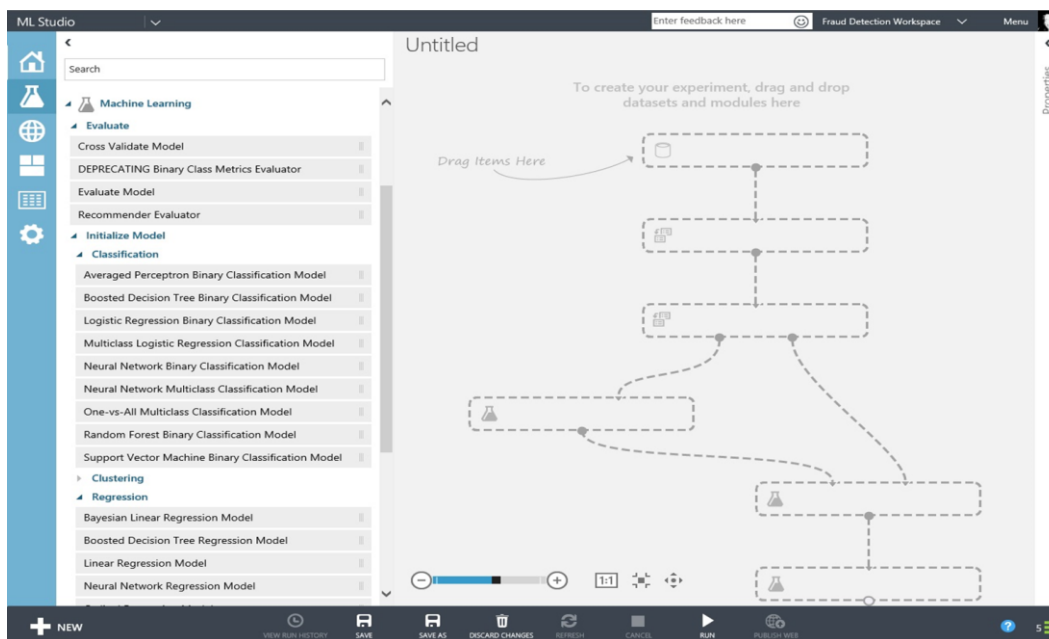 ML Studio
Enter feedback here
Fraud Detection Workspace
Menu
Search
Machine Learning
Evaluate
Cross Validate Model
DEPRECATING Binary Class Metrics Evaluator
Evaluate Model
Recommender Evaluator
Initialize Model
Classification
Averaged Perceptron Binary Classification Model
Boosted Decision Tree Binary Classification Model
Logistic Regression Binary Classification Model
Multiclass Logistic Regression Classification Model
Neural Network Binary Classification Model
Neural Network Multiclass Classification Model
One-vs-All Multiclass Classification Model
Random Forest Binary Classification Model
Support Vector Machine Binary Classification Model
Clustering
Regression
Bayesian Linear Regression Model
Boosted Decision Tree Regression Model
Linear Regression Model
Neural Network Regression Model
Untitled
To create your experiment, drag and drop
datasets and modules here
Drag Items Here
Properties
1:1
NEW
VIEW RUN HISTORY
SAVE
SAVE AS
DISCARD CHANGES
REFRESH
CANCEL
RUN
PUBLISH WEB
?
5